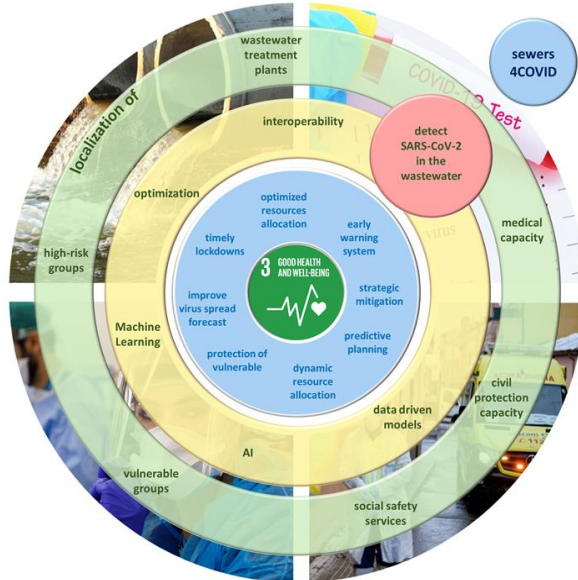 sewers
4COVID
wastewater
treatment
plants
localization of
COVID-19 Test
interoperability
detect
SARS-CoV-2
in the
wastewater
optimization
optimized
resources
allocation
early
warning
system
virus
medical
capacity
timely
lockdowns
high-risk
groups
3 GOOD HEALTH
AND WELL-BEING
strategic
mitigation
improve
virus spread
forecast
Machine
Learning
predictive
planning
protection of
vulnerable
dynamic
resource
allocation
civil
protection
capacity
data driven
models
AI
vulnerable
groups
social safety
services